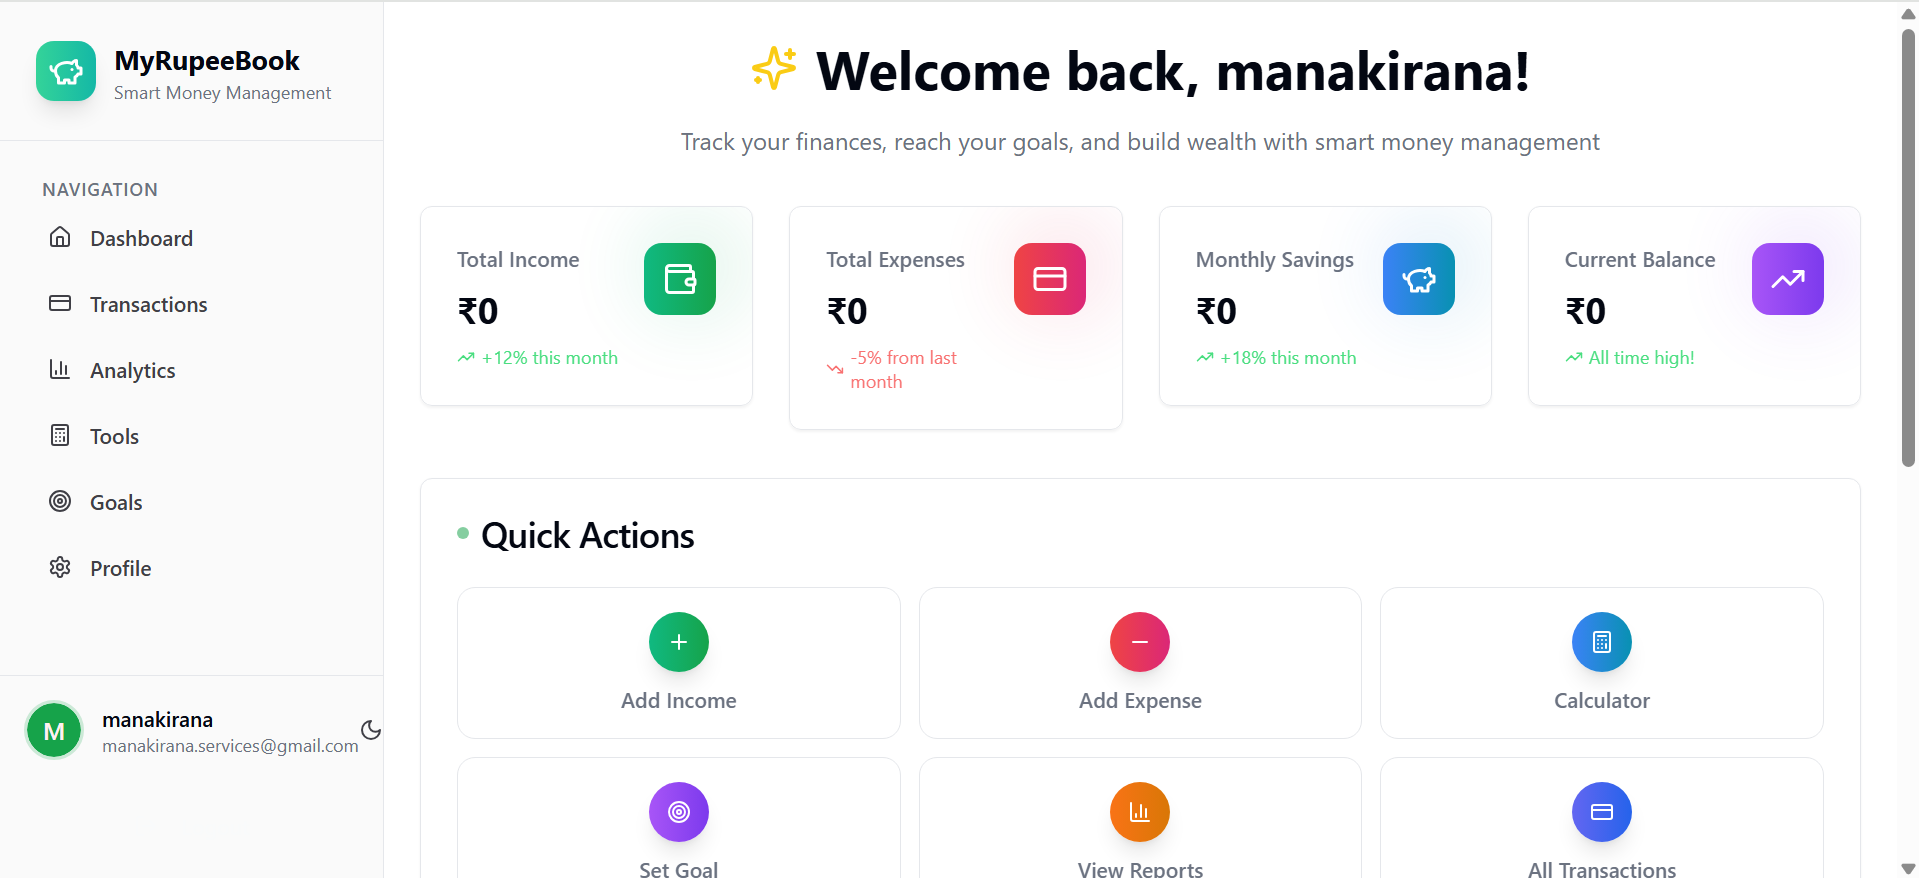 MyRupeeBook
Smart Money Management
NAVIGATION
Dashboard
Transactions
Analytics
Tools
Goals
Profile
M
manakirana
manakirana.services@gmail.com
Welcome back, manakirana!
Track your finances, reach your goals, and build wealth with smart money management
Total Income
₹0
+12% this month
Total Expenses
₹0
-5% from last
month
Monthly Savings
₹0
+18% this month
Current Balance
₹0
All time high!
Quick Actions
Add Income
Add Expense
Calculator
Set Goal
View Reports
All Transactions